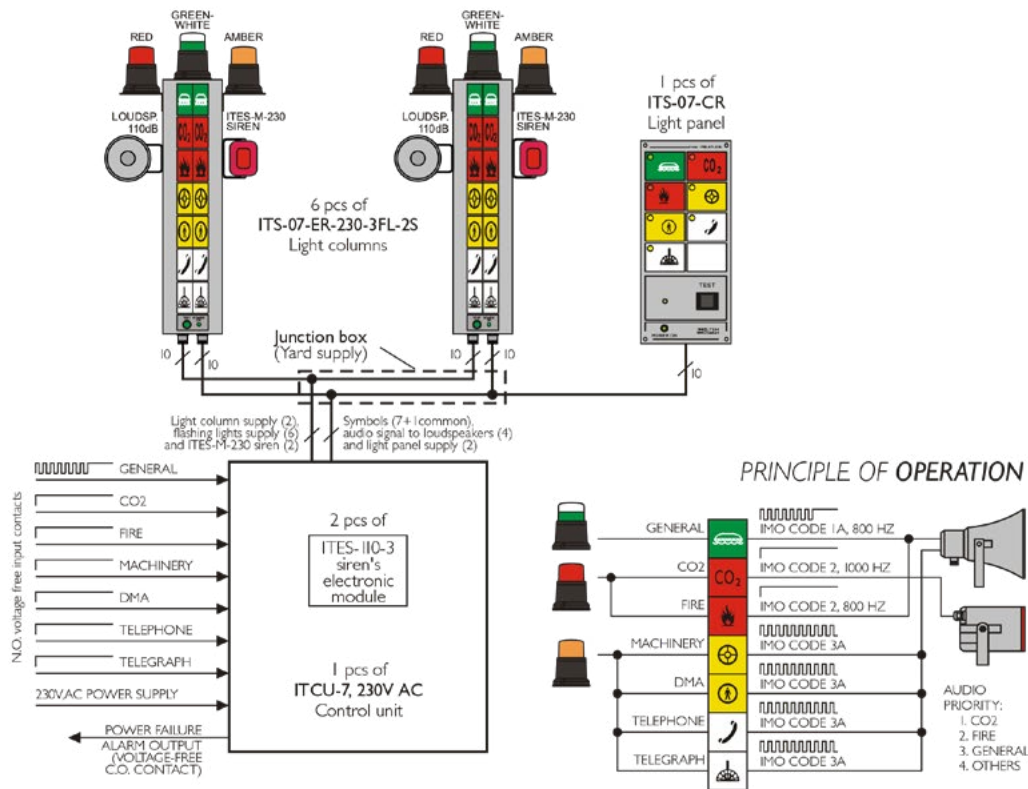 GREEN-
WHITE
RED
AMBER
LOUDSP.
110dB
ITES-M-230
SIREN
CO2 CO2
GREEN-
WHITE
RED
AMBER
LOUDSP.
110dB
ITES-M-230
SIREN
CO2 CO2
6 pcs of
ITS-07-ER-230-3FL-2S
Light columns
1 pcs of
ITS-07-CR
Light panel
CO2
TEST
10
10
10
10
10
Junction box
(Yard supply)
Light column supply (2),
flashing lights supply (6)
and ITES-M-230 siren (2)
Symbols (7+1common),
audio signal to loudspeakers (4)
and light panel supply (2)
N.O. voltage free input contacts
GENERAL
CO2
FIRE
MACHINERY
DMA
TELEPHONE
TELEGRAPH
230V,AC POWER SUPPLY
POWER FAILURE
ALARM OUTPUT
(VOLTAGE-FREE
C.O. CONTACT)
2 pcs of
ITES-110-3
siren's
electronic
module
1 pcs of
ITCU-7, 230V AC
Control unit
PRINCIPLE OF OPERATION
GENERAL
IMO CODE 1A, 800 HZ
CO2
CO2
IMO CODE 2, 1000 HZ
FIRE
IMO CODE 2, 800 HZ
MACHINERY
IMO CODE 3A
DMA
IMO CODE 3A
TELEPHONE
IMO CODE 3A
TELEGRAPH
IMO CODE 3A
AUDIO
PRIORITY:
1. CO2
2. FIRE
3. GENERAL
4. OTHERS